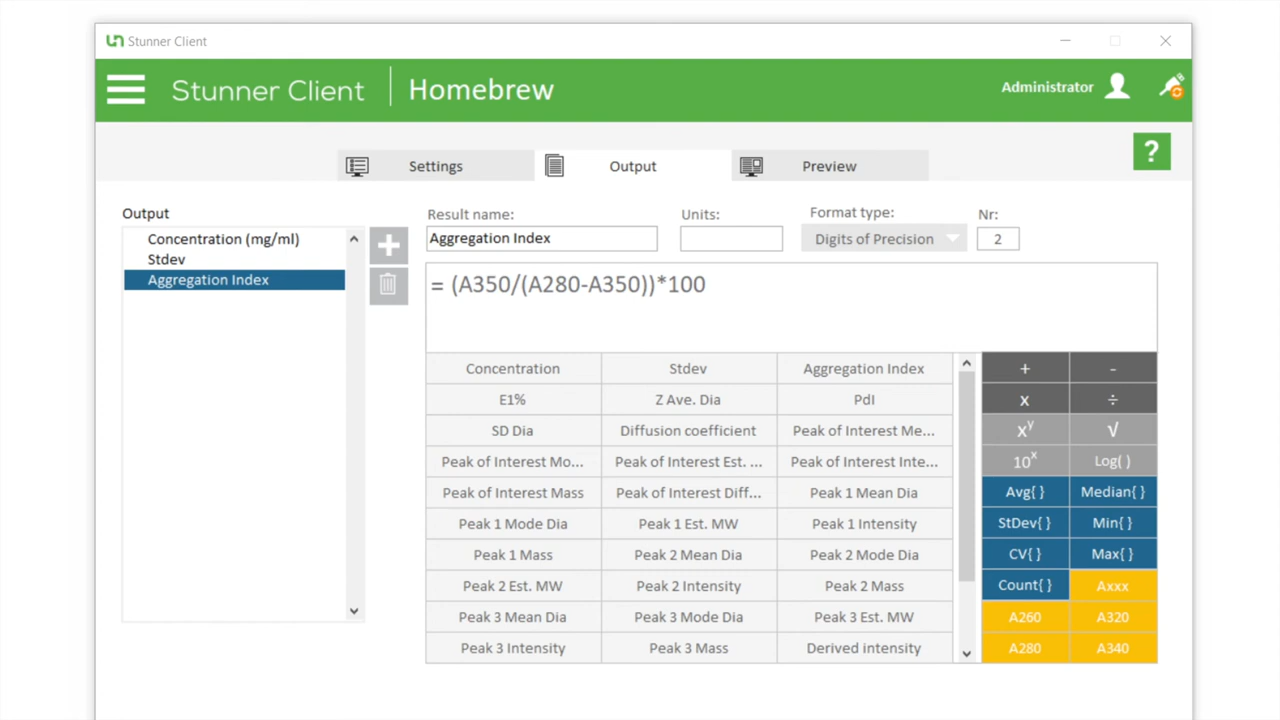 Stunner Client
Stunner Client
Homebrew
Administrator
Settings
Output
Preview
?
Output
Concentration (mg/ml)
Stdev
Aggregation Index
Result name:
Units:
Format type:
Nr:
Aggregation Index
Digits of Precision
2
= (A350/(A280-A350))*100
Concentration
Stdev
Aggregation Index
+
-
E1%
Z Ave. Dia
PdI
x
÷
SD Dia
Diffusion coefficient
Peak of Interest Me...
x^y
√
Peak of Interest Mo...
Peak of Interest Est. ...
Peak of Interest Inte...
10^x
Log( )
Peak of Interest Mass
Peak of Interest Diff...
Peak 1 Mean Dia
Avg{ }
Median{ }
Peak 1 Mode Dia
Peak 1 Est. MW
Peak 1 Intensity
StDev{ }
Min{ }
Peak 1 Mass
Peak 2 Mean Dia
Peak 2 Mode Dia
CV{ }
Max{ }
Peak 2 Est. MW
Peak 2 Intensity
Peak 2 Mass
Count{ }
Axxx
Peak 3 Mean Dia
Peak 3 Mode Dia
Peak 3 Est. MW
A260
A320
Peak 3 Intensity
Peak 3 Mass
Derived intensity
A280
A340